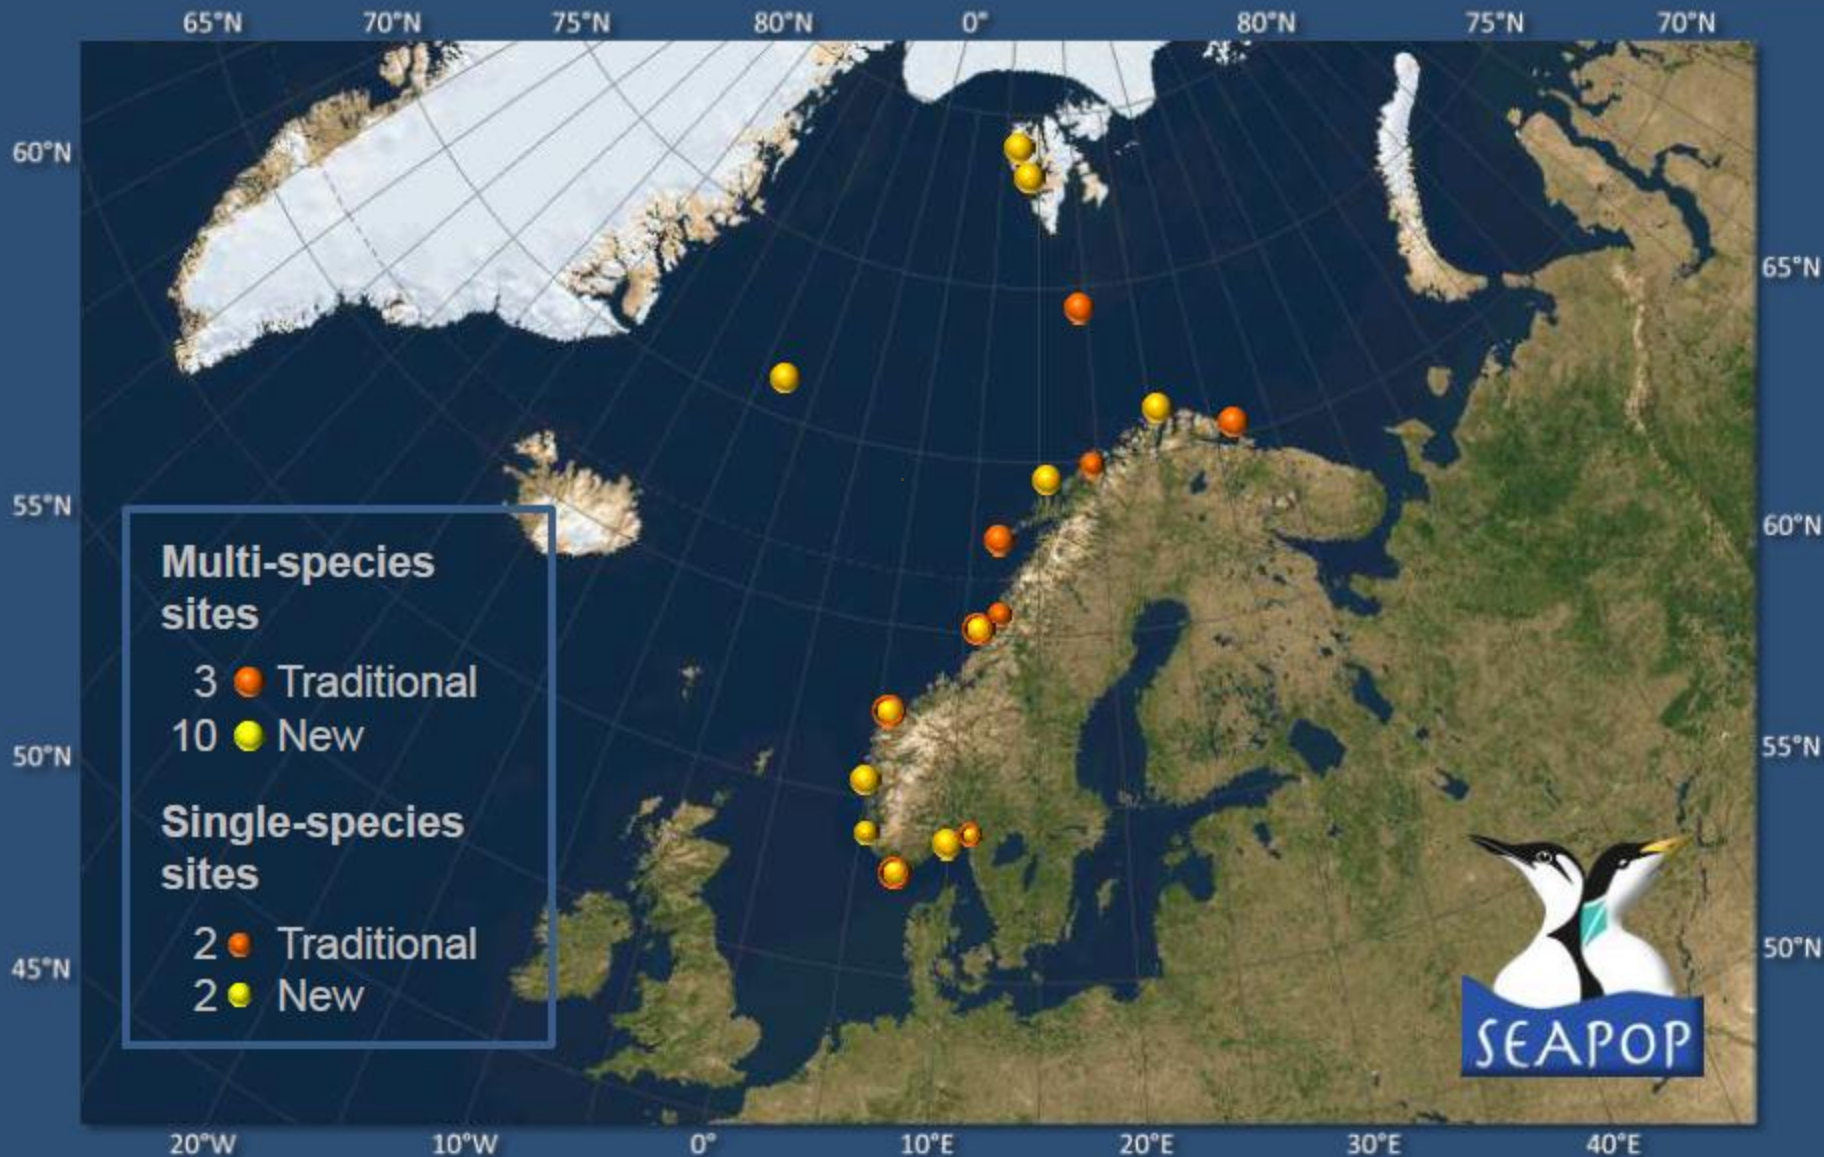 65°N 70°N 75°N 80°N 0° 80°N 75°N 70°N
60°N
65°N
55°N
60°N
Multi-species
sites
3 Traditional
10 New
50°N
55°N
Single-species
sites
2 Traditional
2 New
45°N
50°N
SEAPOP
20°W 10°W 0° 10°E 20°E 30°E 40°E